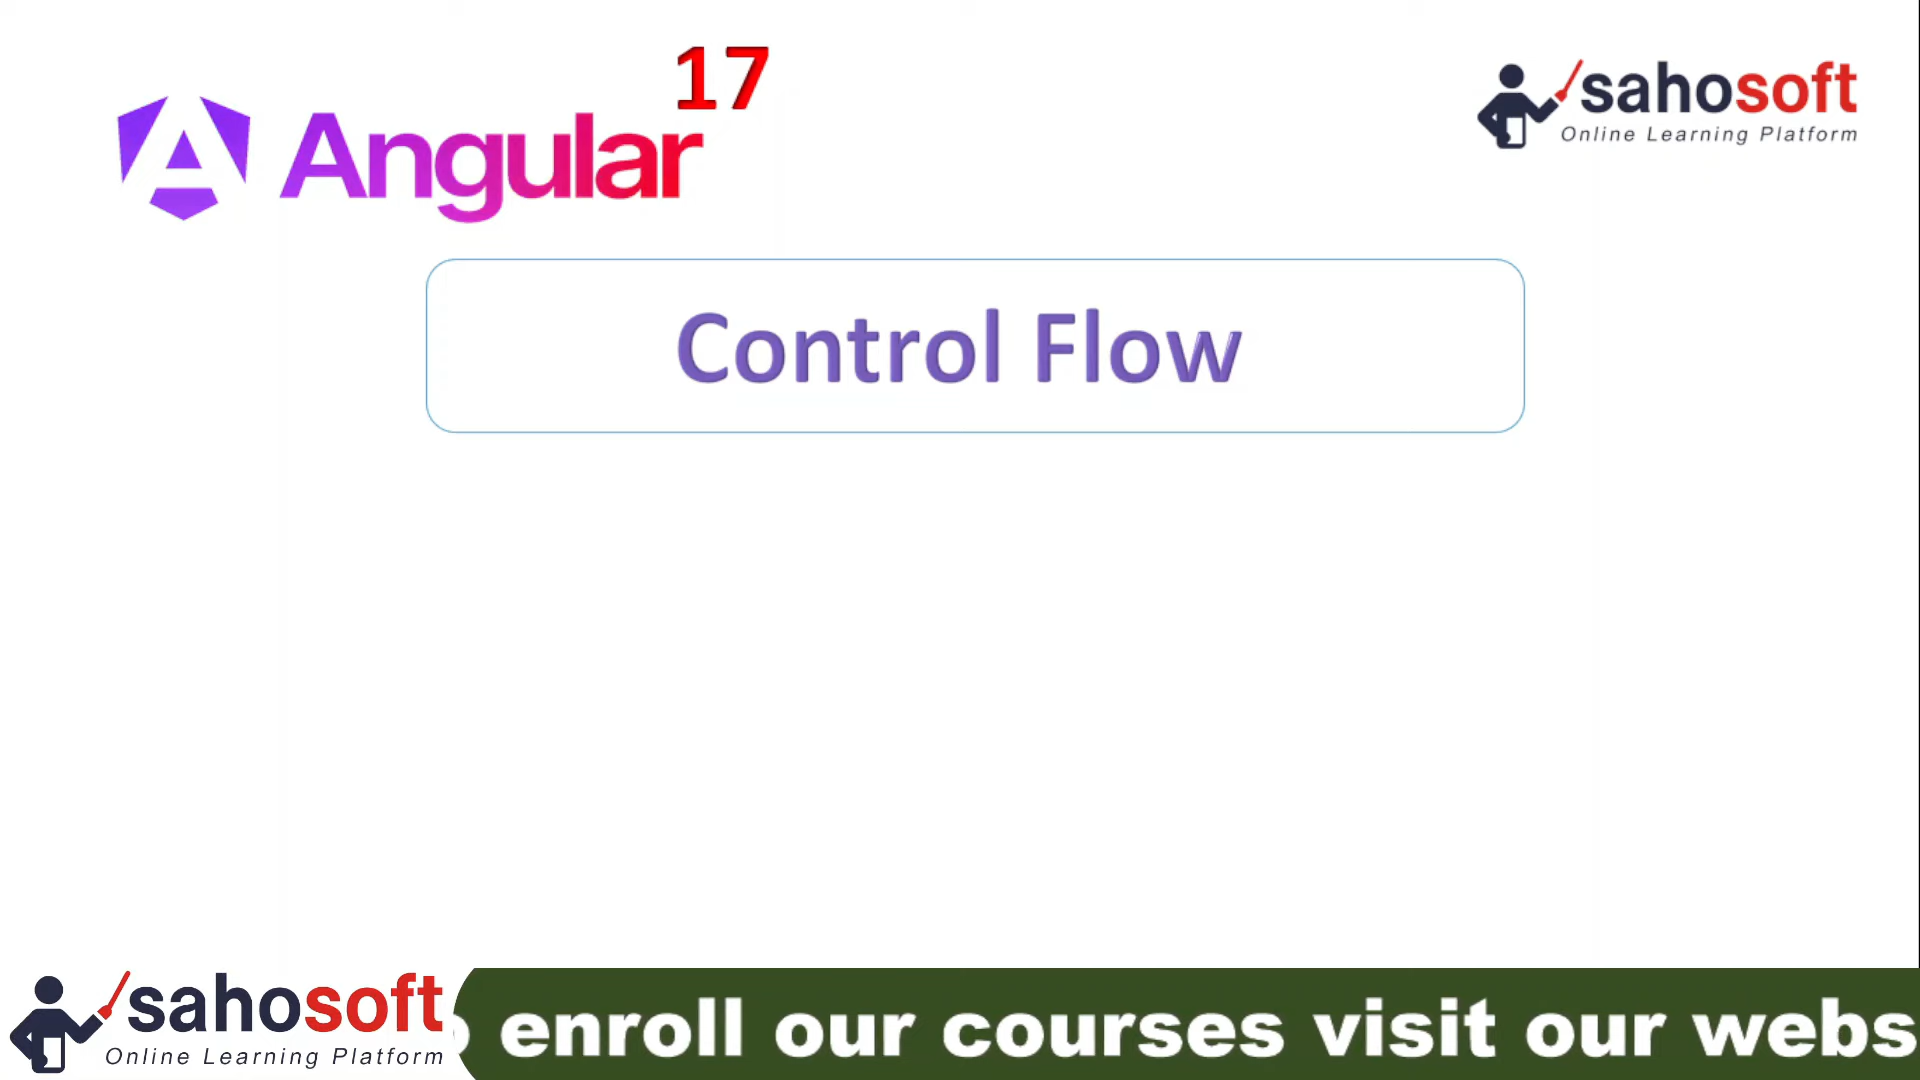 17
Angular
sahosoft
Online Learning Platform
Control Flow
sahosoft
Online Learning Platform
enroll our courses visit our webs